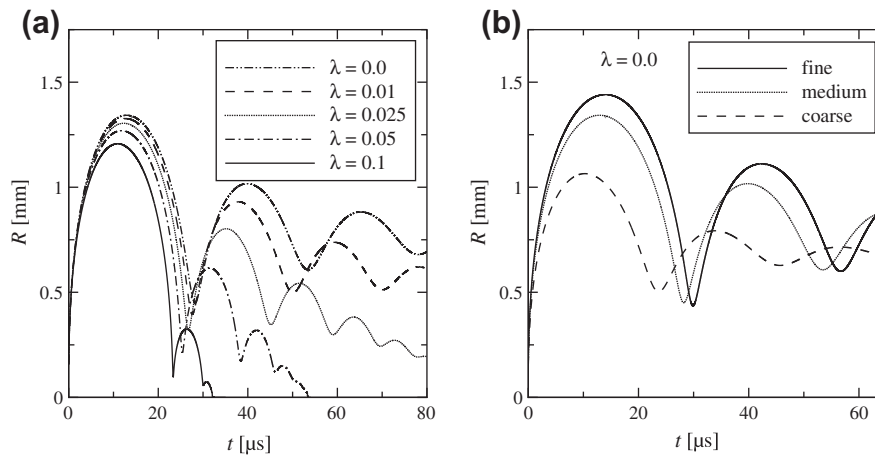 (a)
1.5
1
0.5
0
R [mm]
0 20 40 60 80
t [μs]
λ = 0.0
λ = 0.01
λ = 0.025
λ = 0.05
λ = 0.1
(b)
λ = 0.0
fine
medium
coarse
1.5
1
0.5
0
R [mm]
0 20 40 60
t [μs]